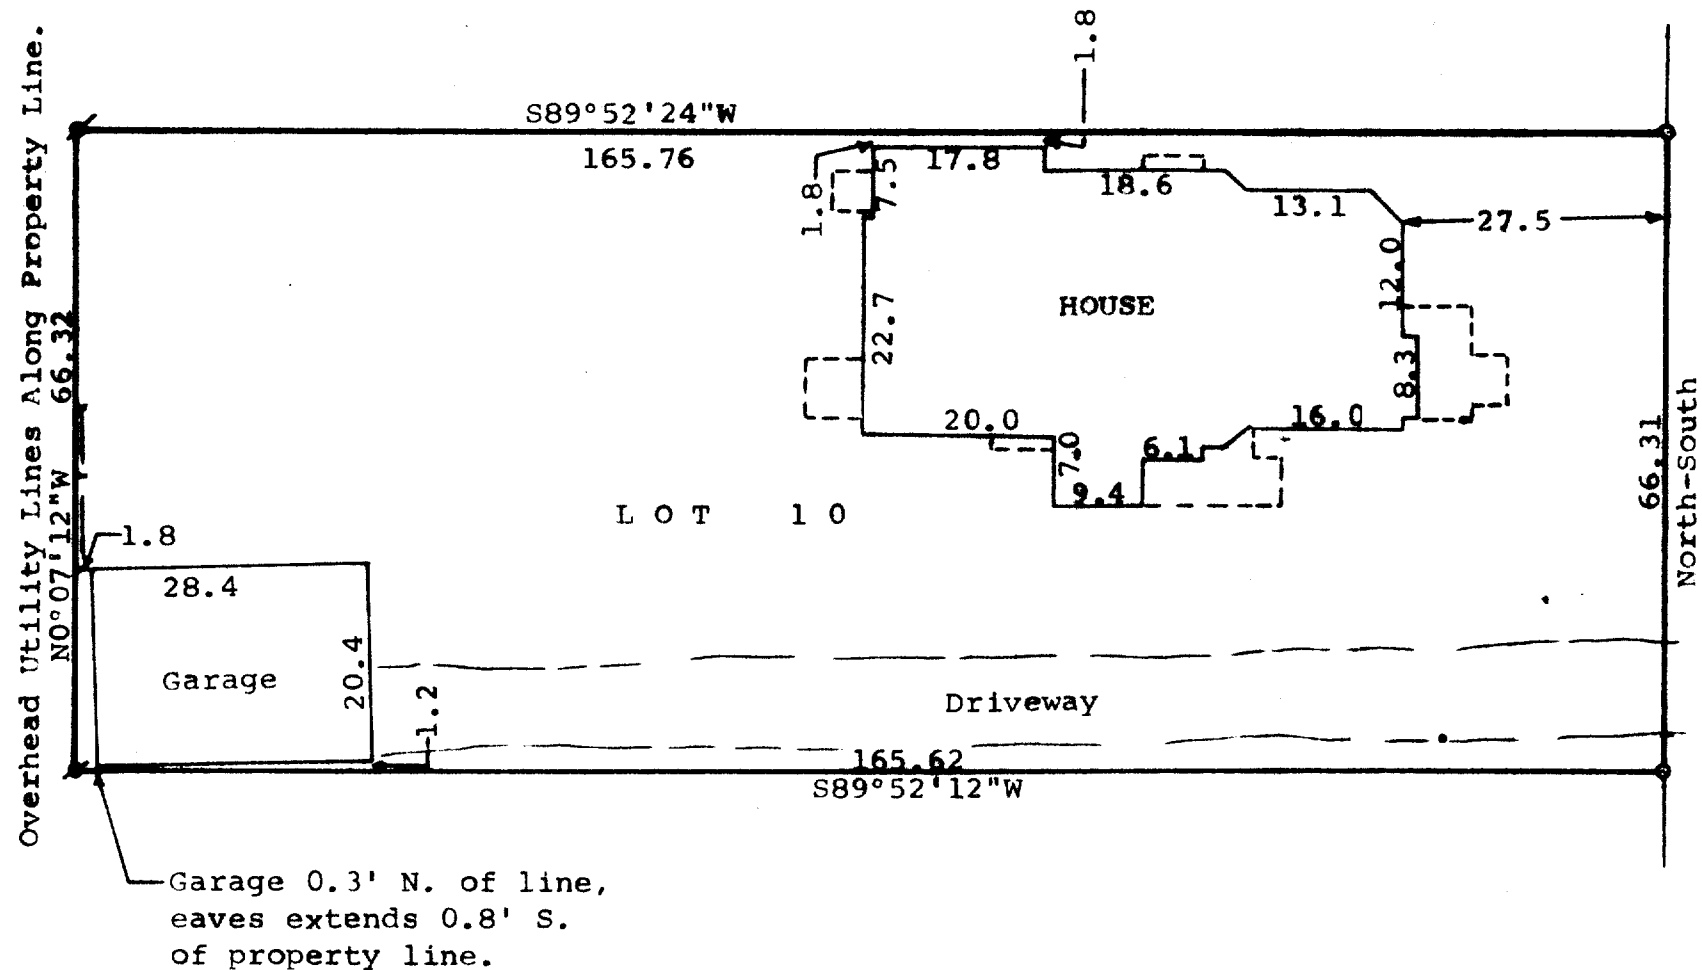 1.8
S89°52'24"W
165.76
17.8
1.8
7.5
18.6
13.1
27.5
12.0
HOUSE
22.7
8.3
20.0
16.0
7.0
6.1
9.4
LOT 10
Overhead Utility Lines Along Property Line.
66.32
N0°07'12"W
66.31
North-South
1.8
28.4
Garage
20.4
1.2
Driveway
165.62
S89°52'12"W
Garage 0.3' N. of line,
eaves extends 0.8' S.
of property line.